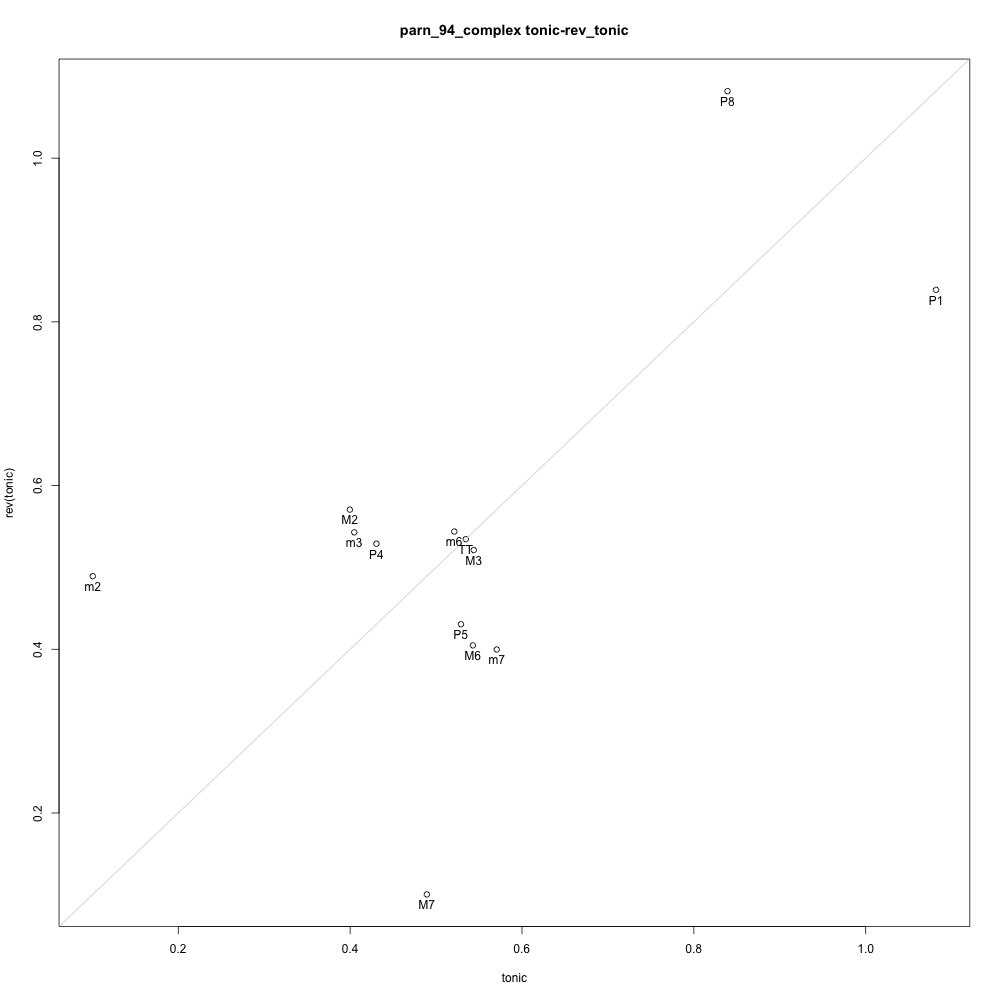 parn_94_complex tonic-rev_tonic
P8
1.0
P1
0.8
rev(tonic)
0.6
M2
m3
P4
m6
TT
M3
m2
P5
M6
m7
0.4
0.2
M7
0.2 0.4 0.6 0.8 1.0
tonic